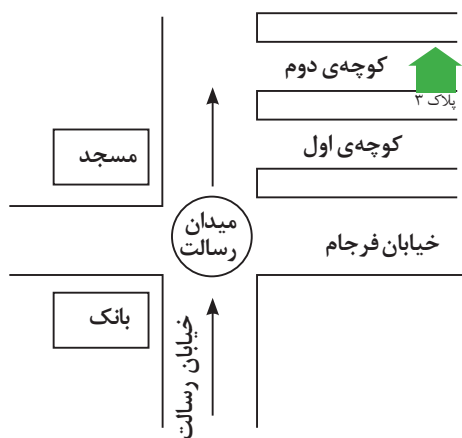 کوچه‌ی دوم
پلاک ۳
کوچه‌ی اول
مسجد
میدان
رسالت
خیابان فرجام
بانک
خیابان رسالت